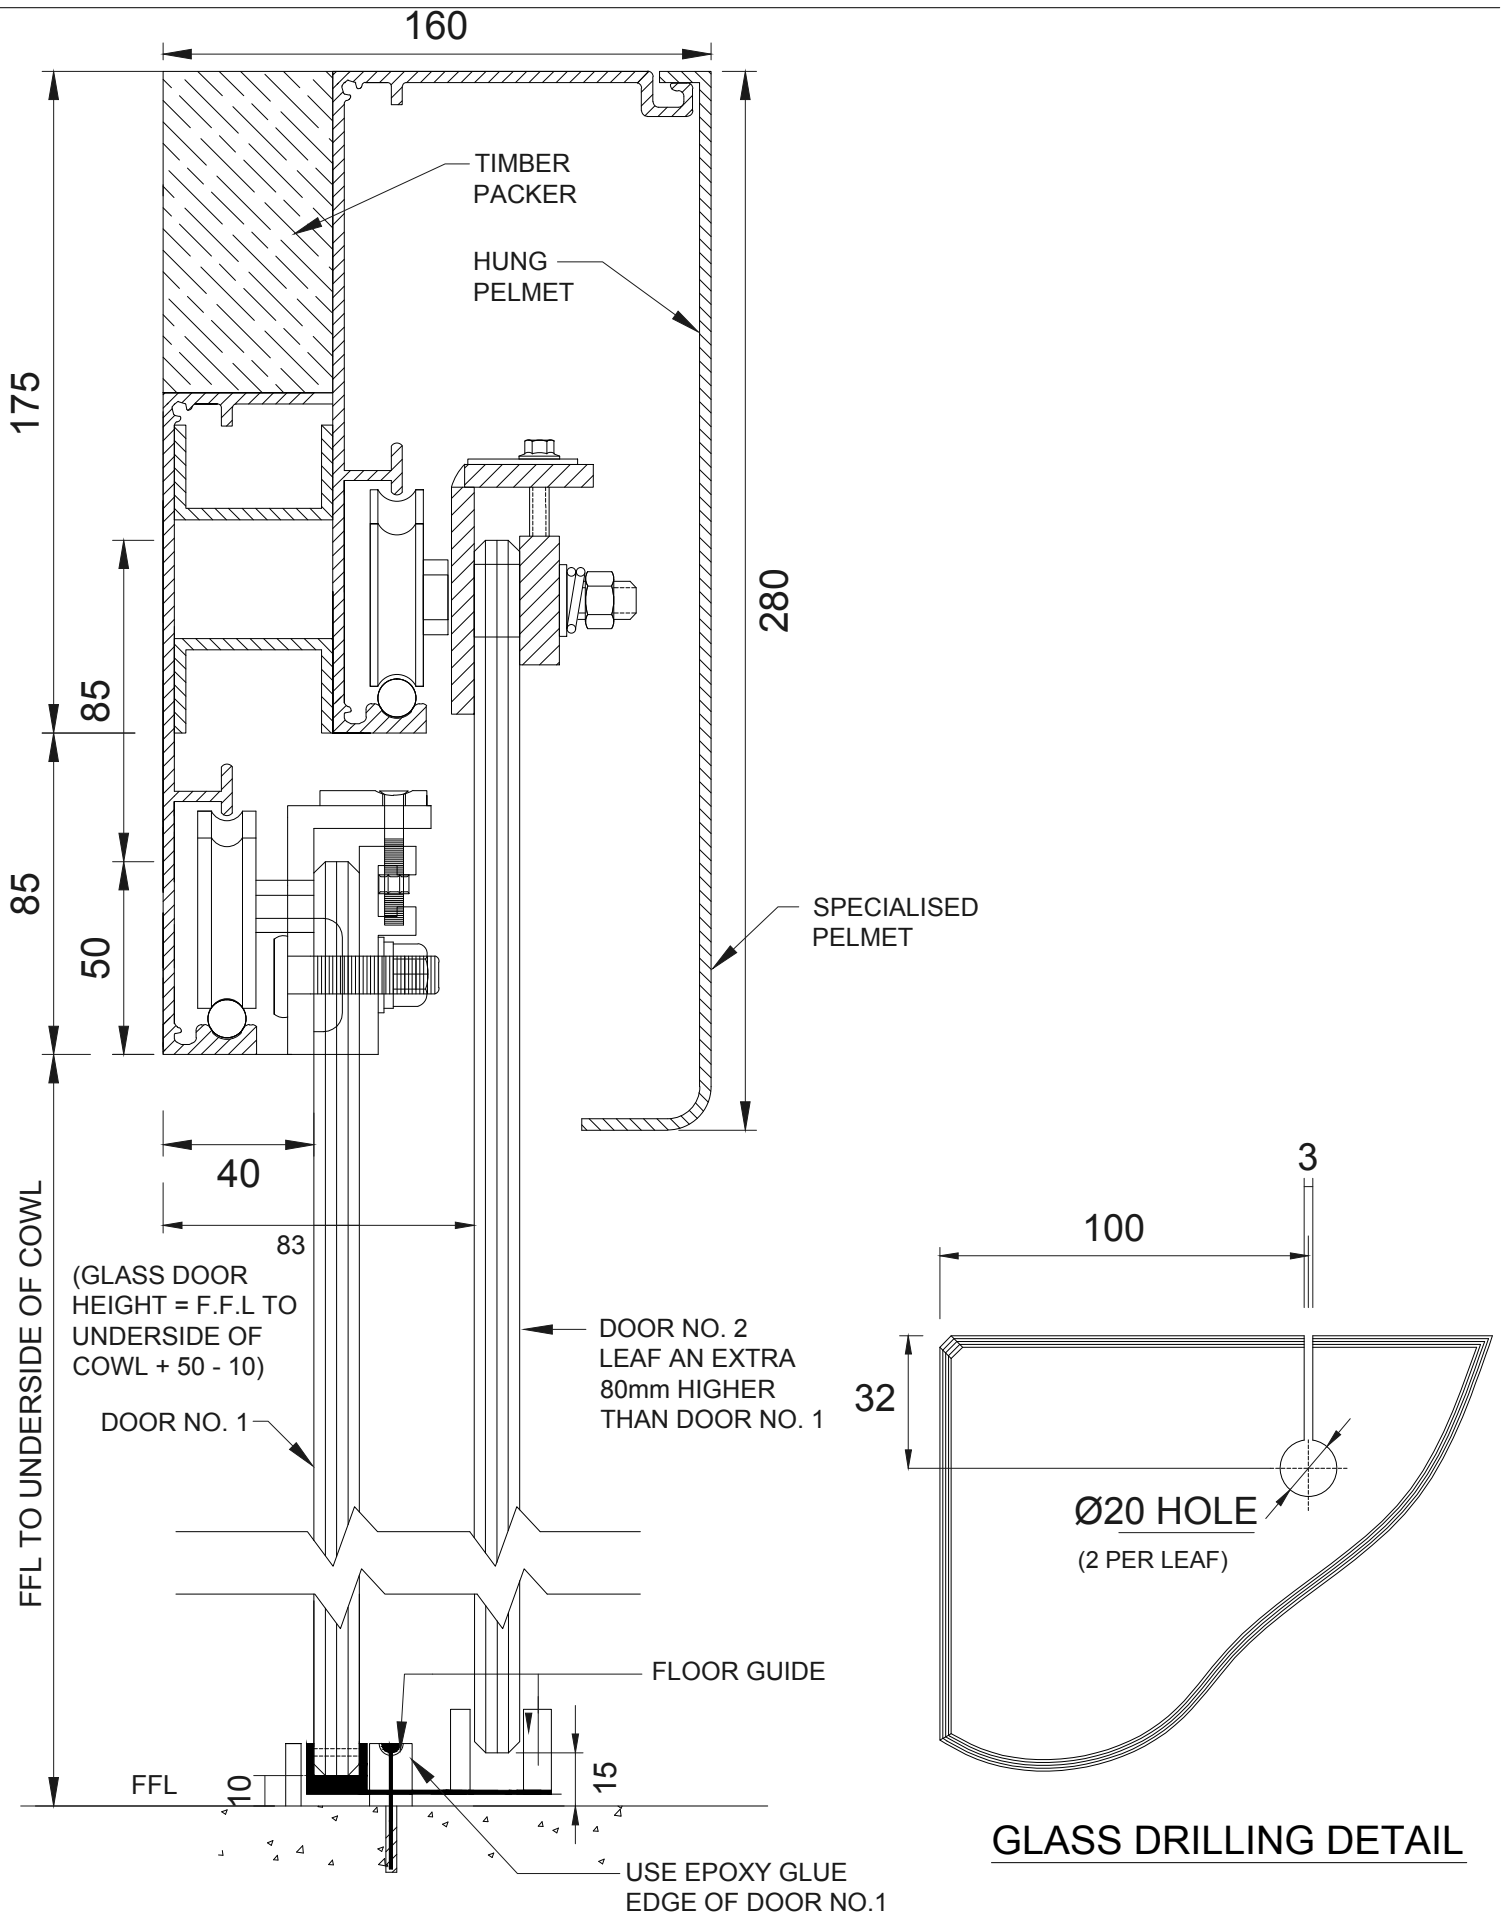 160
TIMBER
PACKER
HUNG
PELMET
175
280
85
85
50
SPECIALISED
PELMET
40
83
FFL TO UNDERSIDE OF COWL
(GLASS DOOR
HEIGHT = F.F.L TO
UNDERSIDE OF
COWL + 50 - 10)
DOOR NO. 1
DOOR NO. 2
LEAF AN EXTRA
80mm HIGHER
THAN DOOR NO. 1
3
100
32
Ø20 HOLE
(2 PER LEAF)
FLOOR GUIDE
FFL
10
15
USE EPOXY GLUE
EDGE OF DOOR NO.1
GLASS DRILLING DETAIL